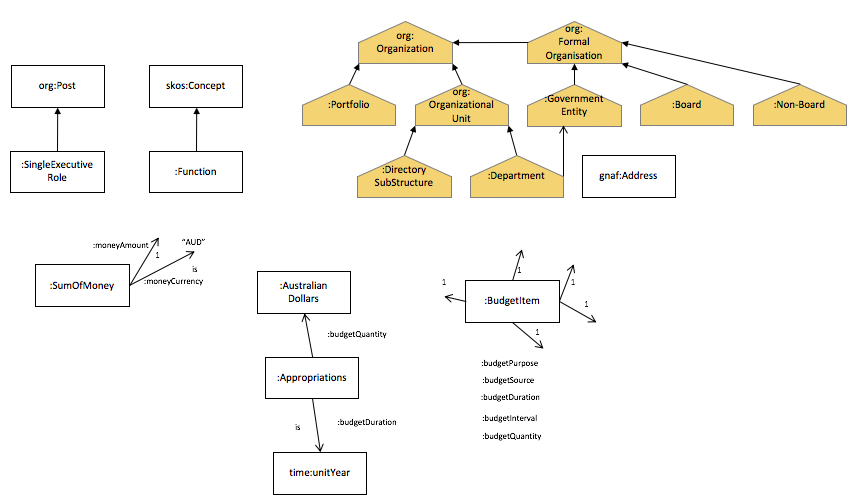 org:
Organization
org:
Formal
Organisation
org:Post
skos:Concept
:Portfolio
org:
Organizational
Unit
:Government
Entity
:Board
:Non-Board
:SingleExecutive
Role
:Function
:Directory
SubStructure
:Department
gnaf:Address
:moneyAmount
1
"AUD"
is
:moneyCurrency
:SumOfMoney
:Australian
Dollars
:budgetQuantity
:Appropriations
is
:budgetDuration
time:unitYear
1
1
1
1
1
:BudgetItem
:budgetPurpose
:budgetSource
:budgetDuration
:budgetInterval
:budgetQuantity